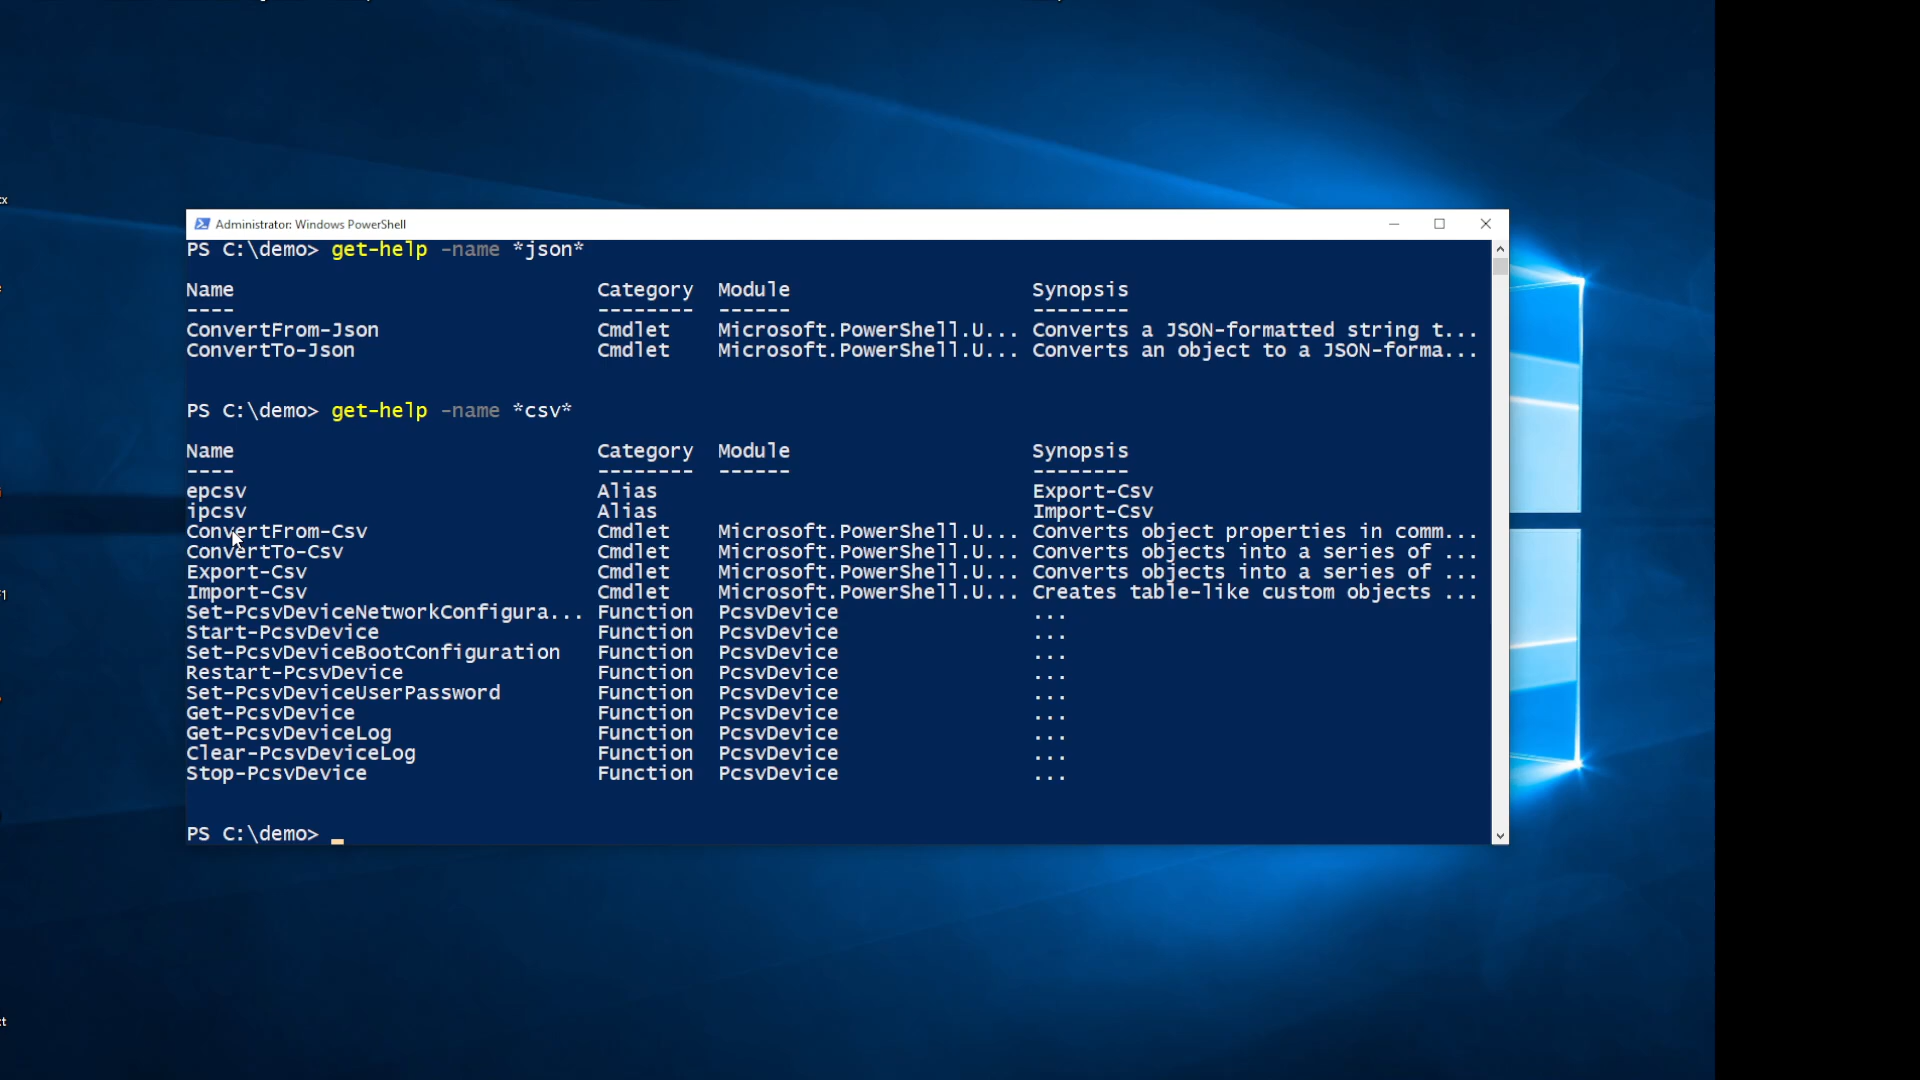 Administrator: Windows PowerShell
PS C:\demo> get-help -name *json*
Name Category Module Synopsis
---- -------- ------ --------
ConvertFrom-Json Cmdlet Microsoft.PowerShell.U... Converts a JSON-formatted string t...
ConvertTo-Json Cmdlet Microsoft.PowerShell.U... Converts an object to a JSON-forma...
PS C:\demo> get-help -name *csv*
Name Category Module Synopsis
---- -------- ------ --------
epcsv Alias Export-Csv
ipcsv Alias Import-Csv
ConvertFrom-Csv Cmdlet Microsoft.PowerShell.U... Converts object properties in comm...
ConvertTo-Csv Cmdlet Microsoft.PowerShell.U... Converts objects into a series of ...
Export-Csv Cmdlet Microsoft.PowerShell.U... Converts objects into a series of ...
Import-Csv Cmdlet Microsoft.PowerShell.U... Creates table-like custom objects ...
Set-PcsvDeviceNetworkConfigura... Function PcsvDevice ...
Start-PcsvDevice Function PcsvDevice ...
Set-PcsvDeviceBootConfiguration Function PcsvDevice ...
Restart-PcsvDevice Function PcsvDevice ...
Set-PcsvDeviceUserPassword Function PcsvDevice ...
Get-PcsvDevice Function PcsvDevice ...
Get-PcsvDeviceLog Function PcsvDevice ...
Clear-PcsvDeviceLog Function PcsvDevice ...
Stop-PcsvDevice Function PcsvDevice ...
PS C:\demo>